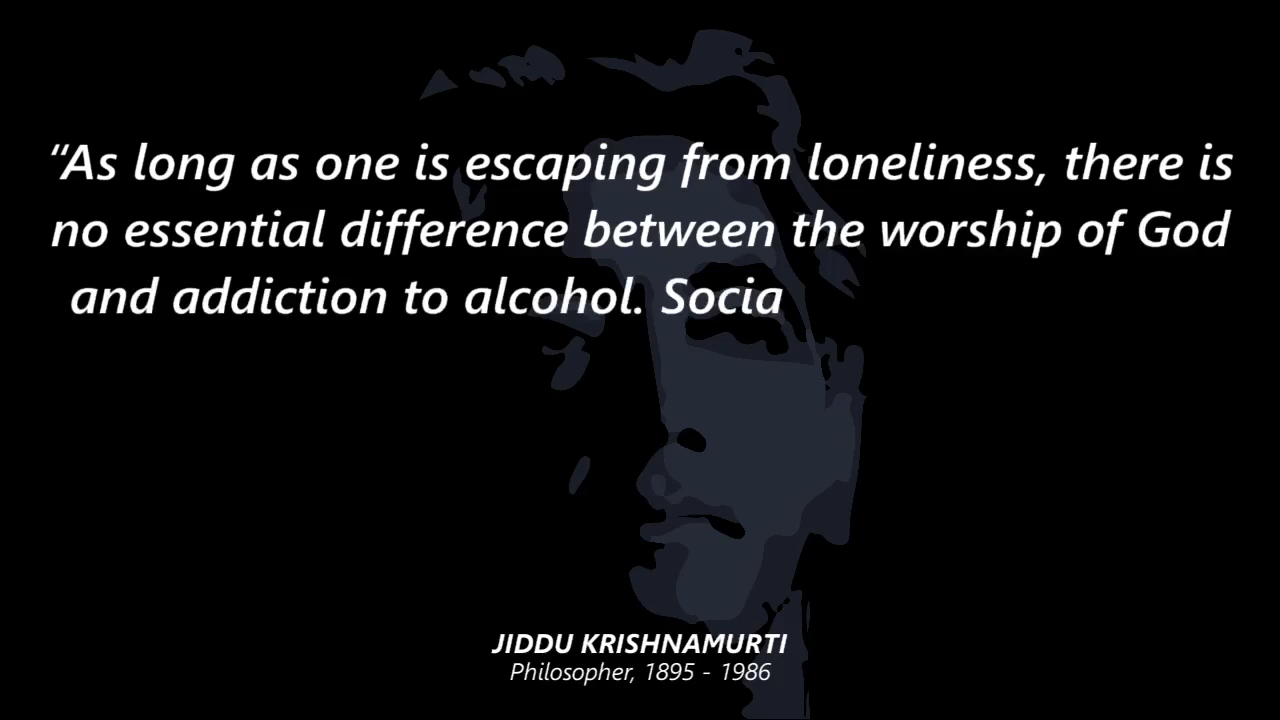 “As long as one is escaping from loneliness, there is
no essential difference between the worship of God
and addiction to alcohol. Socia
JIDDU KRISHNAMURTI
Philosopher, 1895 - 1986